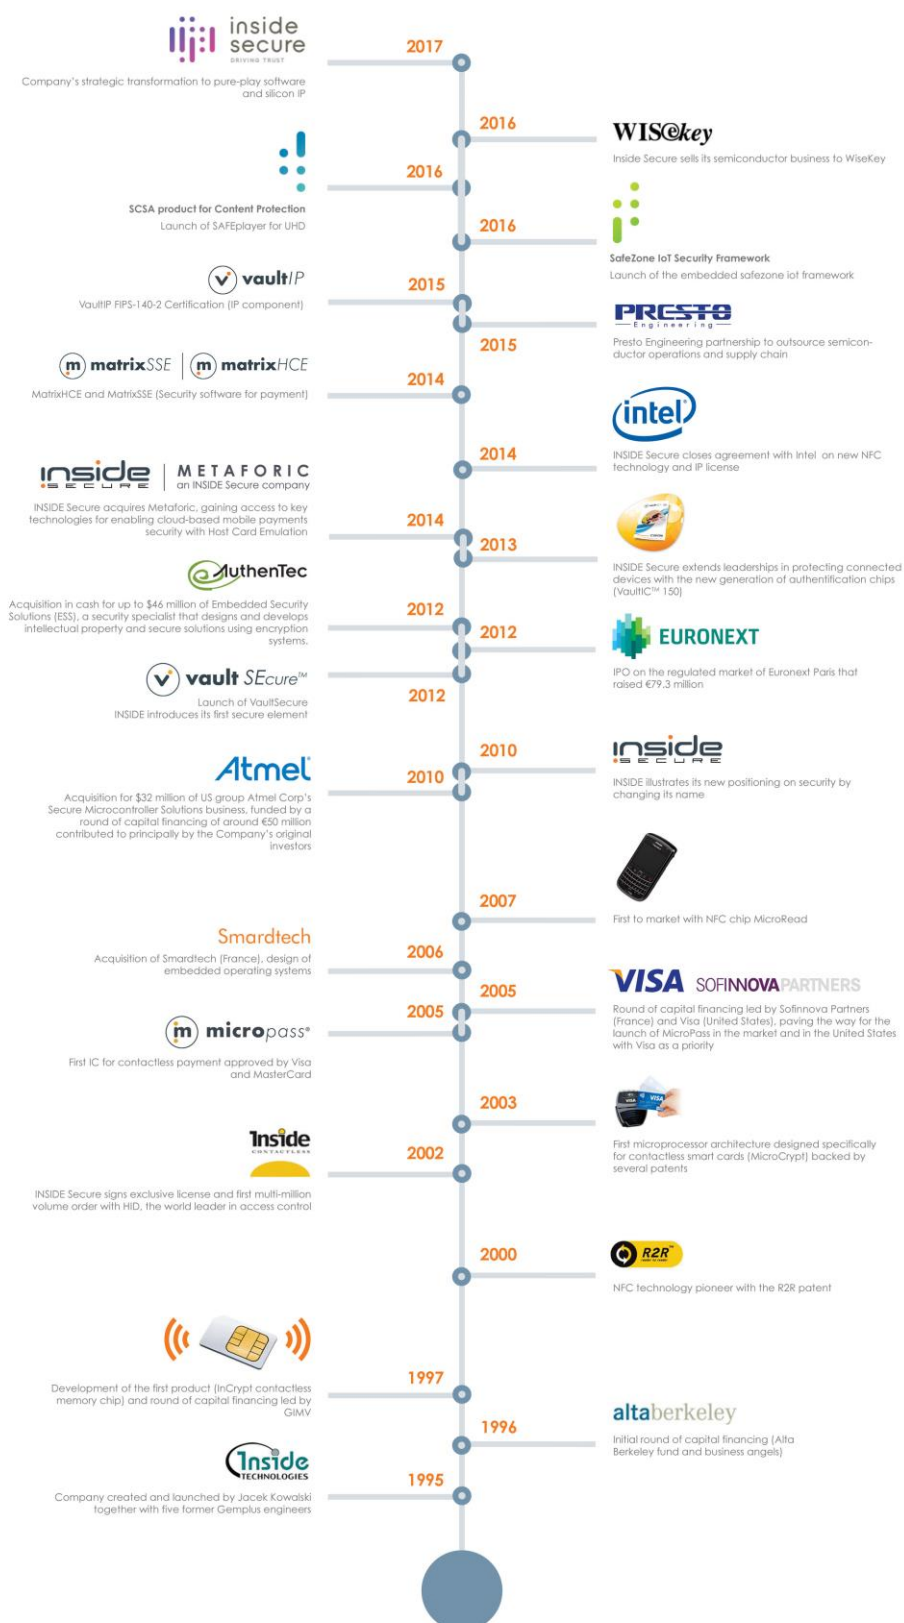 inside
secure
DRIVING TRUST
2017
Company's strategic transformation to pure-play software
and silicon IP
2016
WISekey
Inside Secure sells its semiconductor business to WiseKey
2016
SCSA product for Content Protection
Launch of SAFEplayer for UHD
2016
SafeZone IoT Security Framework
Launch of the embedded safezone iot framework
vaultIP
2015
VaultIP FIPS-140-2 Certification (IP component)
PRESTO
Engineering
2015
Presto Engineering partnership to outsource semicon-
ductor operations and supply chain
m matrixSSE | m matrixHCE
2014
MatrixHCE and MatrixSSE (Security software for payment)
intel
2014
INSIDE Secure closes agreement with Intel on new NFC
technology and IP license
inside
SECURE
METAFORIC
an INSIDE Secure company
2014
INSIDE Secure acquires Metaforic, gaining access to key
technologies for enabling cloud-based mobile payments
security with Host Card Emulation
2013
INSIDE Secure extends leaderships in protecting connected
devices with the new generation of authentification chips
(VaultIC™ 150)
AuthenTec
2012
Acquisition in cash for up to $46 million of Embedded Security
Solutions (ESS), a security specialist that designs and develops
intellectual property and secure solutions using encryption
systems.
2012
EURONEXT
IPO on the regulated market of Euronext Paris that
raised €79.3 million
vault SEcure™
2012
Launch of VaultSecure
INSIDE introduces its first secure element
2010
inside
SECURE
INSIDE illustrates its new positioning on security by
changing its name
Atmel
2010
Acquisition for $32 million of US group Atmel Corp's
Secure Microcontroller Solutions business, funded by a
round of capital financing of around €50 million
contributed to principally by the Company's original
investors
2007
First to market with NFC chip MicroRead
Smardtech
2006
Acquisition of Smardtech (France), design of
embedded operating systems
2005
VISA SOFINNOVAPARTNERS
Round of capital financing led by Sofinnova Partners
(France) and Visa (United States), paving the way for the
launch of MicroPass in the market and in the United States
with Visa as a priority
2005
m micropass®
First IC for contactless payment approved by Visa
and MasterCard
2003
VISA
First microprocessor architecture designed specifically
for contactless smart cards (MicroCrypt) backed by
several patents
Inside
CONTACTLESS
2002
INSIDE Secure signs exclusive license and first multi-million
volume order with HID, the world leader in access control
2000
R2R™
NFC technology pioneer with the R2R patent
1997
Development of the first product (InCrypt contactless
memory chip) and round of capital financing led by
GIMV
1996
altaberkeley
Initial round of capital financing (Alta
Berkeley fund and business angels)
Inside
TECHNOLOGIES
1995
Company created and launched by Jacek Kowalski
together with five former Gemplus engineers